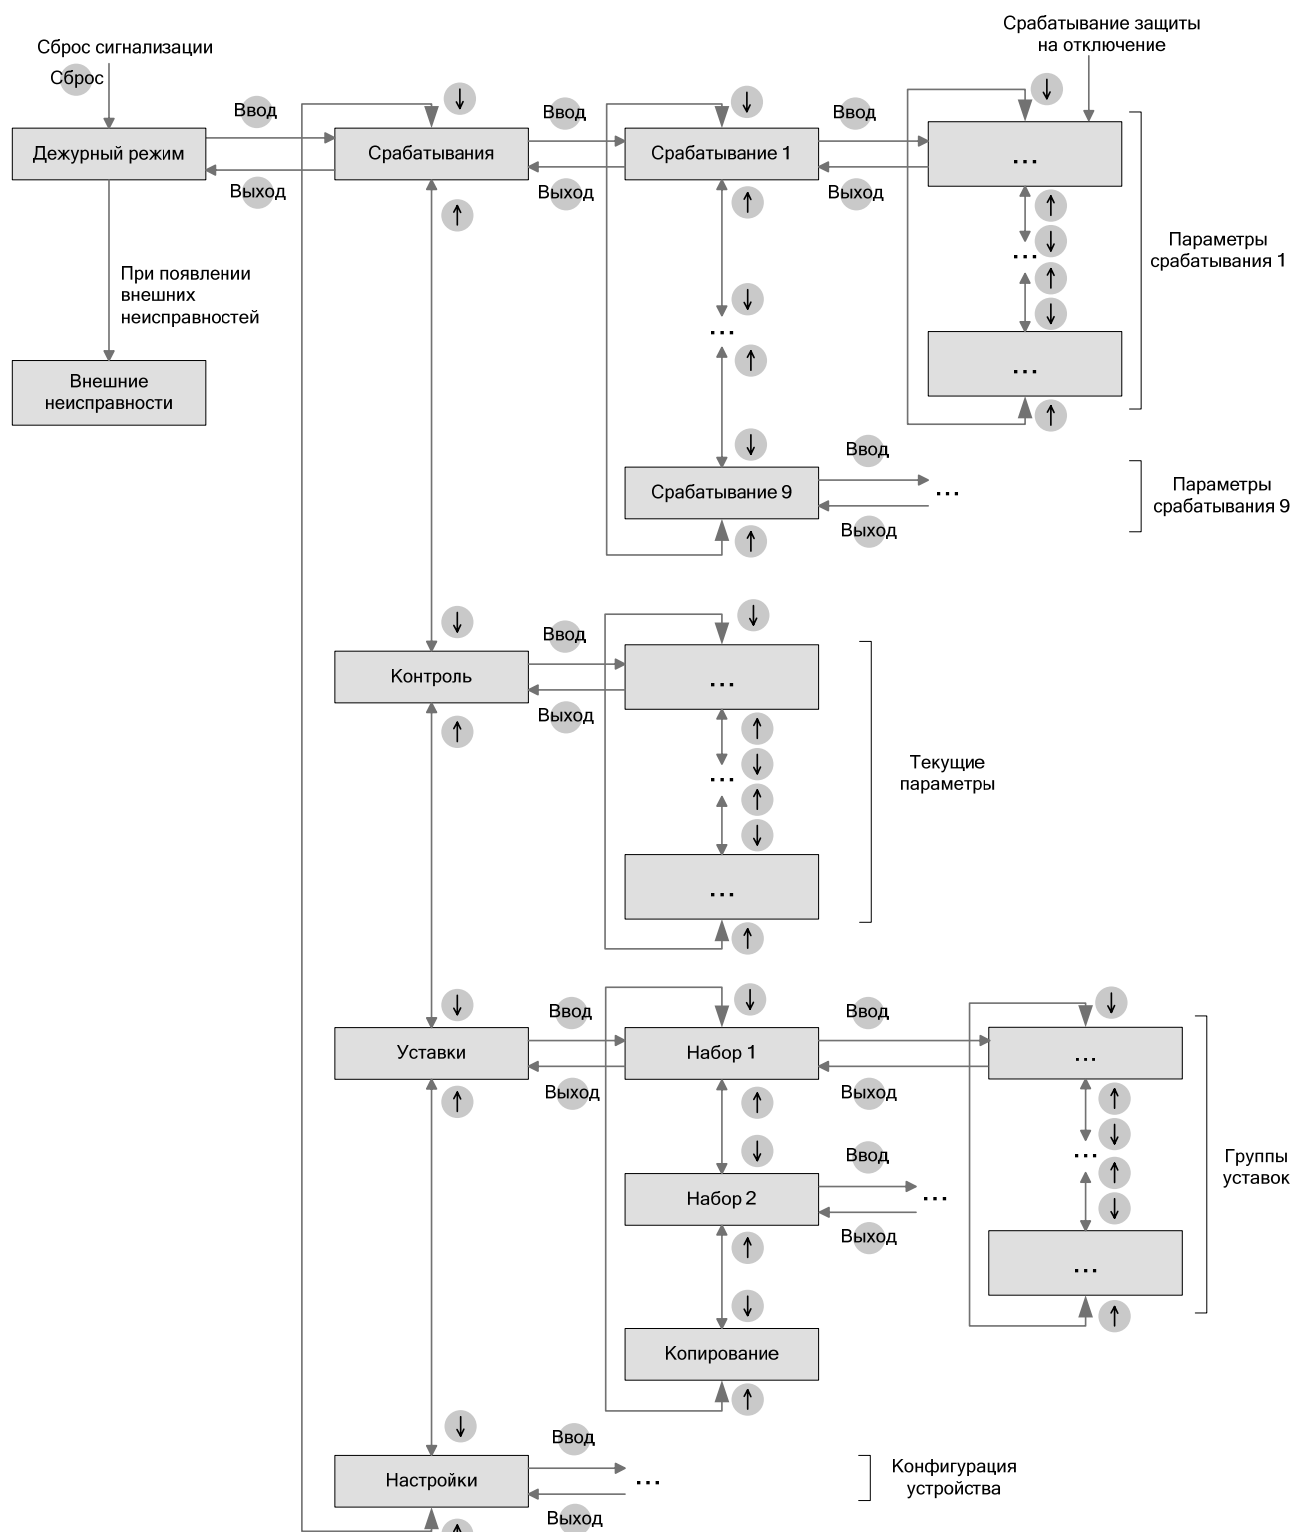 Срабатывание защиты
на отключение
Сброс сигнализации
Сброс
↓
↓
↓
Ввод
Ввод
Ввод
Дежурный режим
Срабатывания
Срабатывание 1
...
Выход
Выход
Выход
↑
↑
↑
↓
...
↑
↓
Параметры
срабатывания 1
При появлении
внешних
неисправностей
↓
...
↑
...
Внешние
неисправности
↑
↓
Ввод
Срабатывание 9
...
Параметры
срабатывания 9
Выход
↑
↓
↓
Ввод
Контроль
...
Выход
↑
↑
↓
...
↑
↓
Текущие
параметры
...
↑
↓
↓
↓
Ввод
Ввод
Уставки
Набор 1
...
Выход
Выход
↑
↑
↑
↓
...
↑
↓
↓
Ввод
Группы
уставок
Набор 2
...
Выход
↑
...
↓
↑
Копирование
↑
↓
Ввод
Настройки
...
Конфигурация
устройства
Выход
↑